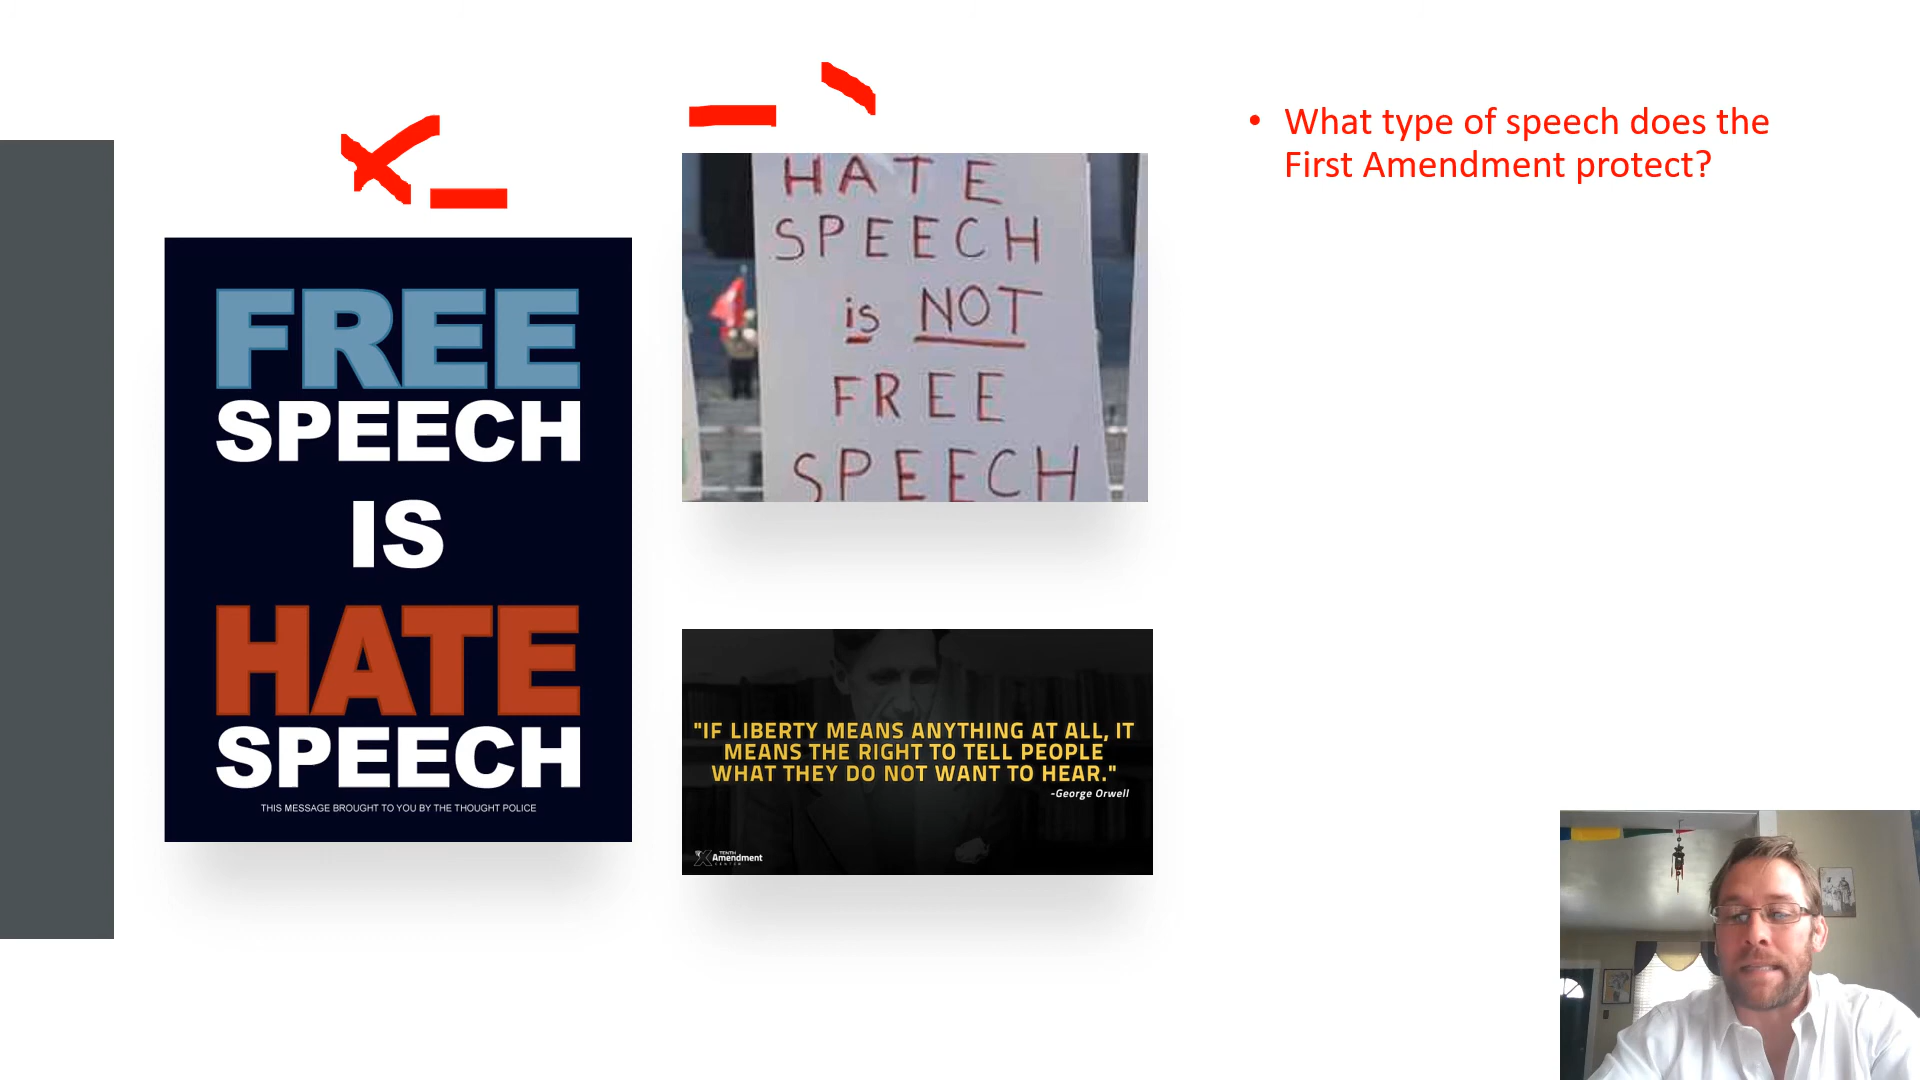 FREE
SPEECH
IS
HATE
SPEECH
THIS MESSAGE BROUGHT TO YOU BY THE THOUGHT POLICE
HATE
SPEECH
is NOT
FREE
SPEECH
"IF LIBERTY MEANS ANYTHING AT ALL, IT
MEANS THE RIGHT TO TELL PEOPLE
WHAT THEY DO NOT WANT TO HEAR."
-George Orwell
TENTH
Amendment
CENTER
• What type of speech does the
First Amendment protect?